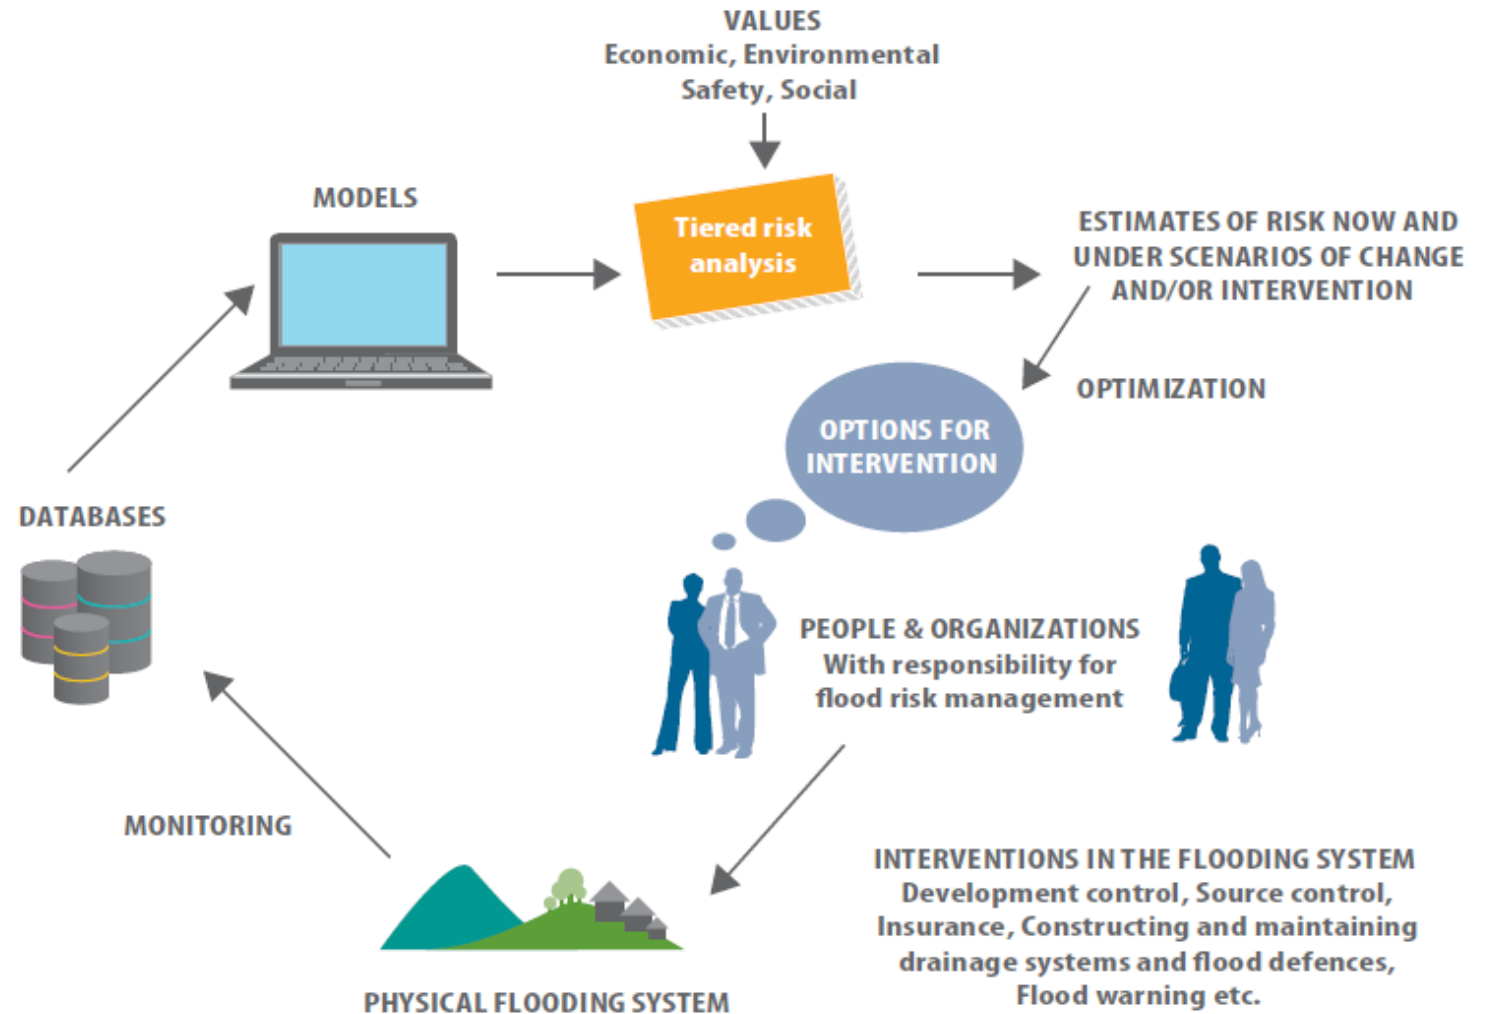 VALUES
Economic, Environmental
Safety, Social
MODELS
Tiered risk
analysis
ESTIMATES OF RISK NOW AND
UNDER SCENARIOS OF CHANGE
AND/OR INTERVENTION
OPTIMIZATION
OPTIONS FOR
INTERVENTION
DATABASES
PEOPLE & ORGANIZATIONS
With responsibility for
flood risk management
MONITORING
INTERVENTIONS IN THE FLOODING SYSTEM
Development control, Source control,
Insurance, Constructing and maintaining
drainage systems and flood defences,
Flood warning etc.
PHYSICAL FLOODING SYSTEM